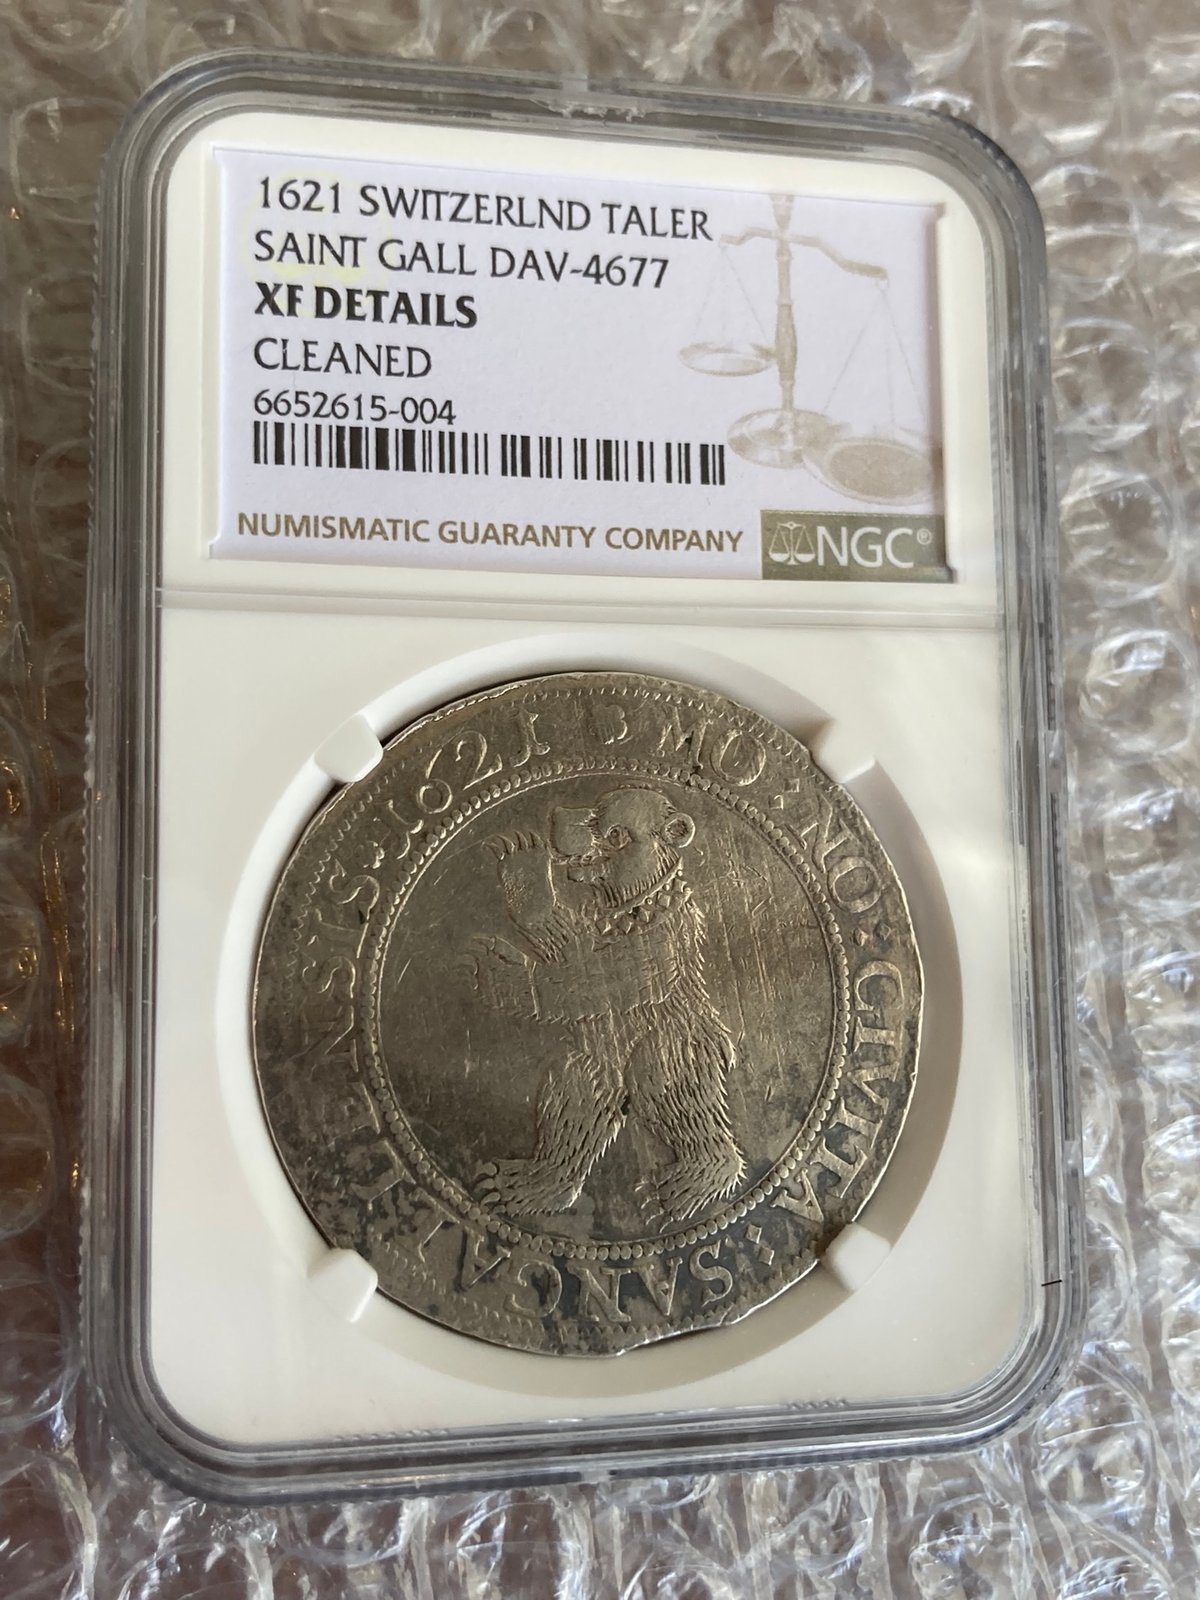 1621 SWITZERLND TALER
SAINT GALL DAV-4677
XF DETAILS
CLEANED
6652615-004
NUMISMATIC GUARANTY COMPANY
NGC®
MO : NO : CIVITA : SANGALLENSIS · 1621 B